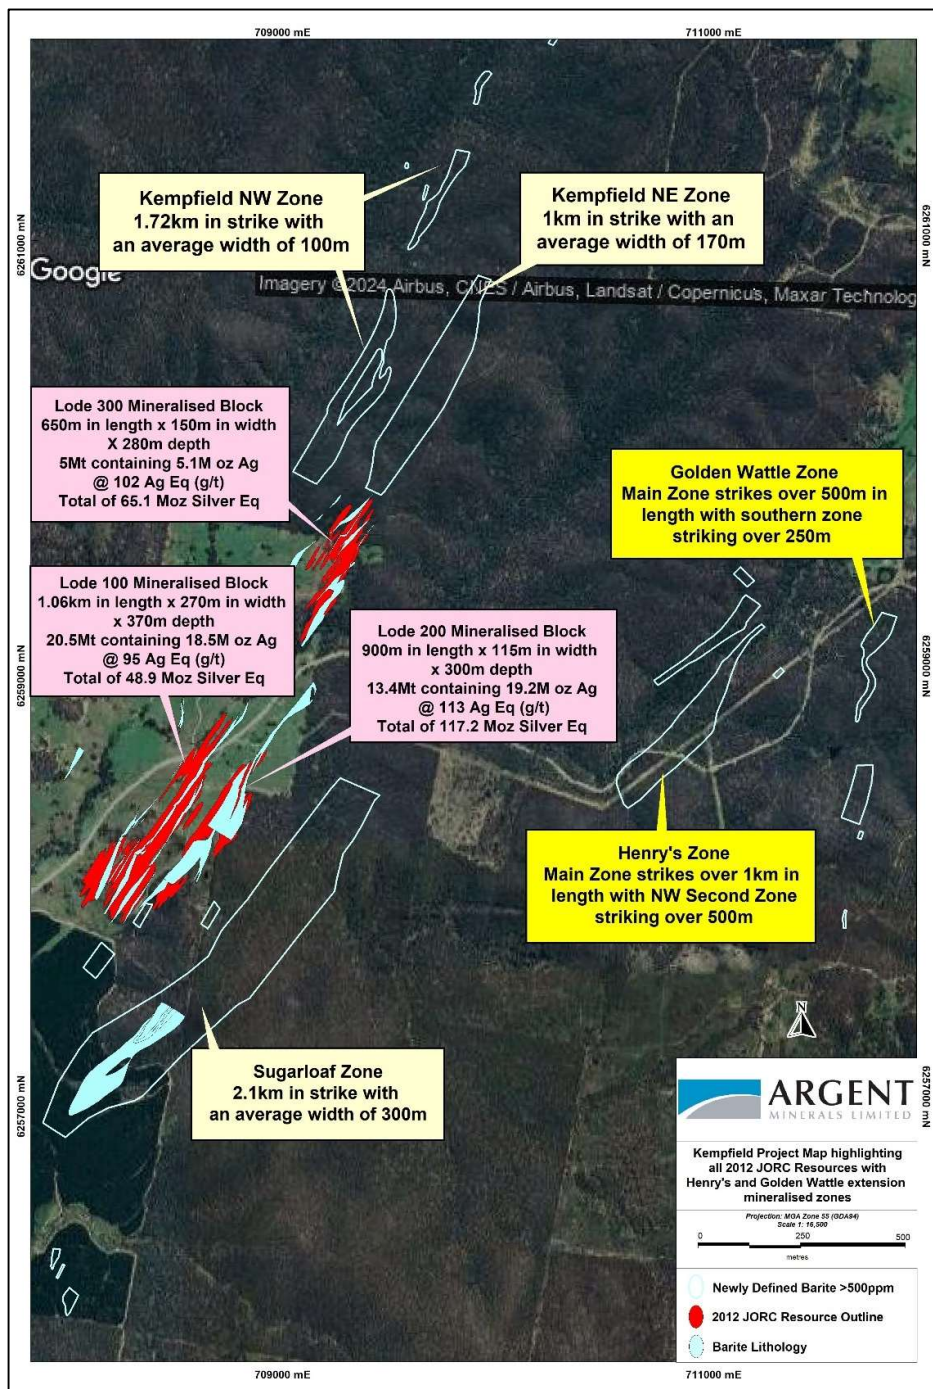 709000 mE
711000 mE
6261000 mN
6261000 mN
Kempfield NW Zone
1.72km in strike with
an average width of 100m
Kempfield NE Zone
1km in strike with an
average width of 170m
Google
Imagery ©2024 Airbus, CNES / Airbus, Landsat / Copernicus, Maxar Technolog
Lode 300 Mineralised Block
650m in length x 150m in width
X 280m depth
5Mt containing 5.1M oz Ag
@ 102 Ag Eq (g/t)
Total of 65.1 Moz Silver Eq
Golden Wattle Zone
Main Zone strikes over 500m in
length with southern zone
striking over 250m
Lode 100 Mineralised Block
1.06km in length x 270m in width
x 370m depth
20.5Mt containing 18.5M oz Ag
@ 95 Ag Eq (g/t)
Total of 48.9 Moz Silver Eq
Lode 200 Mineralised Block
900m in length x 115m in width
x 300m depth
13.4Mt containing 19.2M oz Ag
@ 113 Ag Eq (g/t)
Total of 117.2 Moz Silver Eq
6259000 mN
6259000 mN
Henry's Zone
Main Zone strikes over 1km in
length with NW Second Zone
striking over 500m
N
Sugarloaf Zone
2.1km in strike with
an average width of 300m
6257000 mN
6257000 mN
ARGENT
MINERALS LIMITED
Kempfield Project Map highlighting
all 2012 JORC Resources with
Henry's and Golden Wattle extension
mineralised zones
Projection: MGA Zone 55 (GDA94)
Scale 1: 16,500
0 250 500
metres
Newly Defined Barite >500ppm
2012 JORC Resource Outline
Barite Lithology
709000 mE
711000 mE